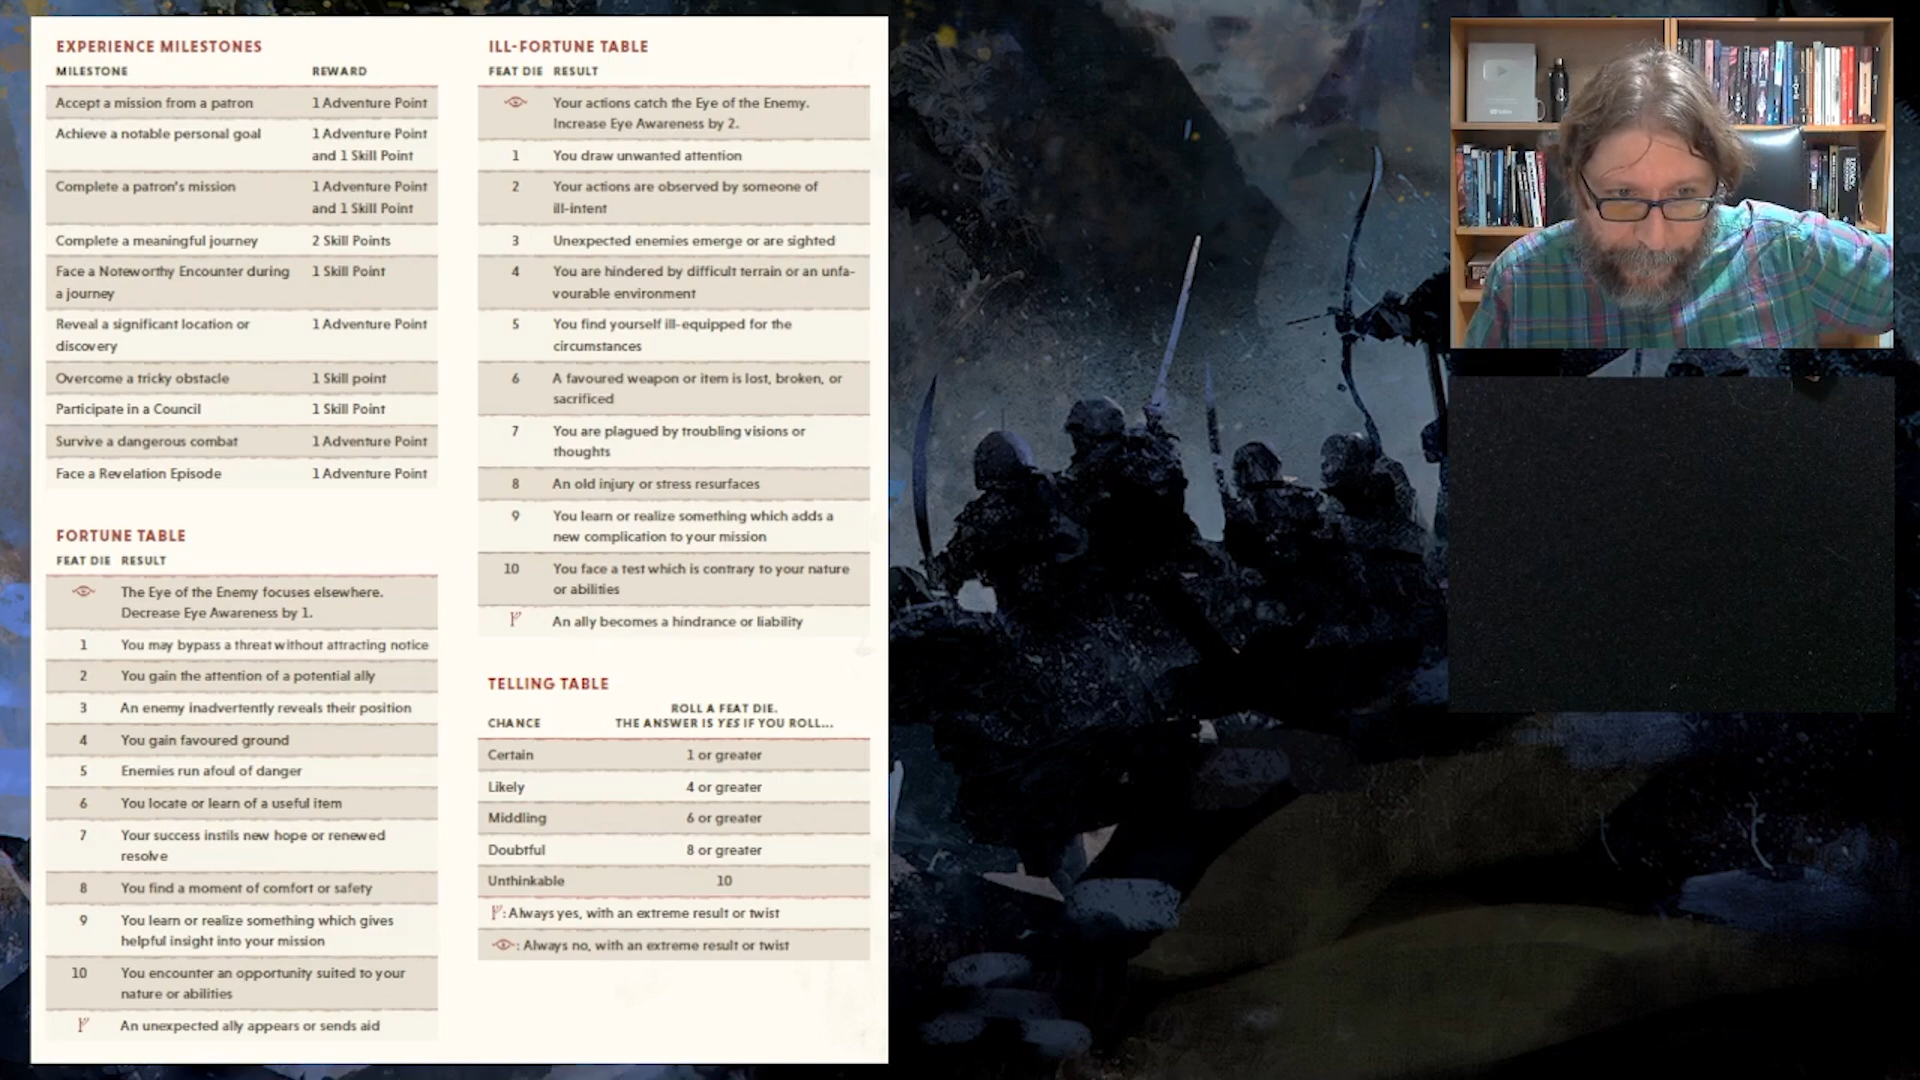 EXPERIENCE MILESTONES
MILESTONE REWARD
Accept a mission from a patron 1 Adventure Point
Achieve a notable personal goal 1 Adventure Point
and 1 Skill Point
Complete a patron's mission 1 Adventure Point
and 1 Skill Point
Complete a meaningful journey 2 Skill Points
Face a Noteworthy Encounter during 1 Skill Point
a journey
Reveal a significant location or 1 Adventure Point
discovery
Overcome a tricky obstacle 1 Skill point
Participate in a Council 1 Skill Point
Survive a dangerous combat 1 Adventure Point
Face a Revelation Episode 1 Adventure Point
FORTUNE TABLE
FEAT DIE RESULT
The Eye of the Enemy focuses elsewhere.
Decrease Eye Awareness by 1.
1 You may bypass a threat without attracting notice
2 You gain the attention of a potential ally
3 An enemy inadvertently reveals their position
4 You gain favoured ground
5 Enemies run afoul of danger
6 You locate or learn of a useful item
7 Your success instils new hope or renewed
resolve
8 You find a moment of comfort or safety
9 You learn or realize something which gives
helpful insight into your mission
10 You encounter an opportunity suited to your
nature or abilities
An unexpected ally appears or sends aid
ILL-FORTUNE TABLE
FEAT DIE RESULT
Your actions catch the Eye of the Enemy.
Increase Eye Awareness by 2.
1 You draw unwanted attention
2 Your actions are observed by someone of
ill-intent
3 Unexpected enemies emerge or are sighted
4 You are hindered by difficult terrain or an unfa-
vourable environment
5 You find yourself ill-equipped for the
circumstances
6 A favoured weapon or item is lost, broken, or
sacrificed
7 You are plagued by troubling visions or
thoughts
8 An old injury or stress resurfaces
9 You learn or realize something which adds a
new complication to your mission
10 You face a test which is contrary to your nature
or abilities
An ally becomes a hindrance or liability
TELLING TABLE
ROLL A FEAT DIE.
CHANCE THE ANSWER IS YES IF YOU ROLL...
Certain 1 or greater
Likely 4 or greater
Middling 6 or greater
Doubtful 8 or greater
Unthinkable 10
: Always yes, with an extreme result or twist
: Always no, with an extreme result or twist